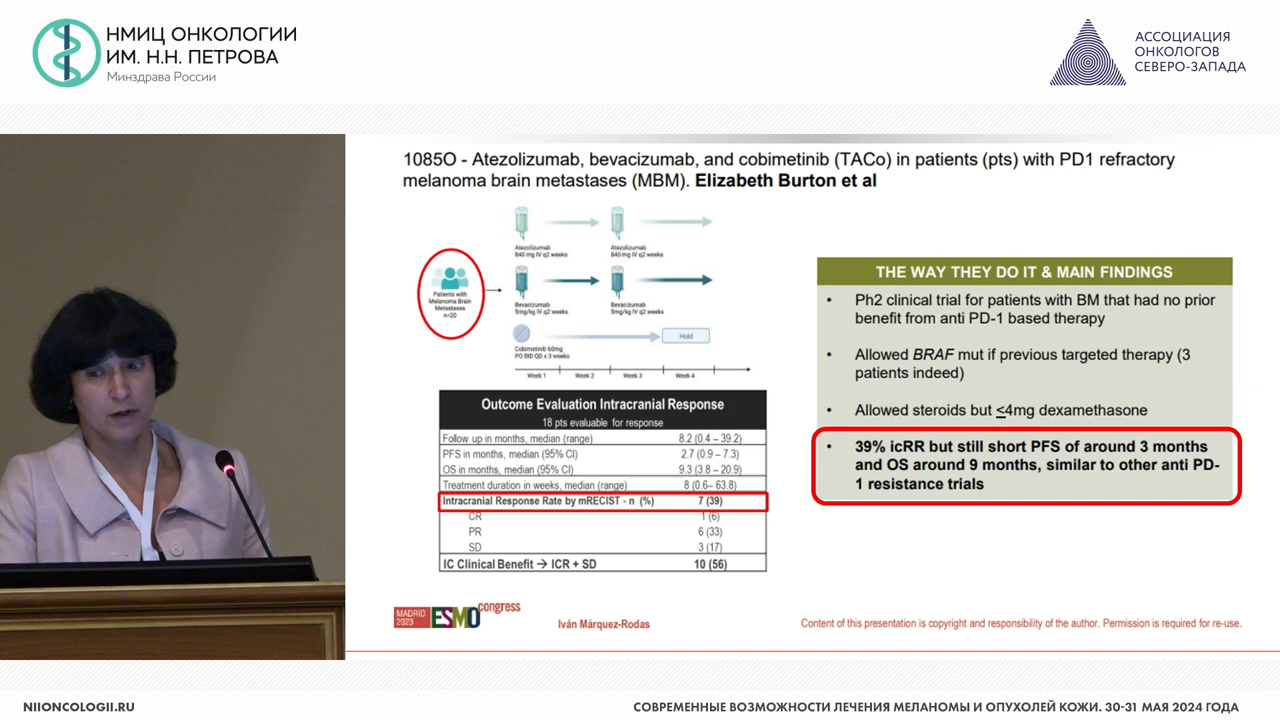 НМИЦ ОНКОЛОГИИ
ИМ. Н.Н. ПЕТРОВА
Минздрава России
АССОЦИАЦИЯ
ОНКОЛОГОВ
СЕВЕРО-ЗАПАДА
1085O - Atezolizumab, bevacizumab, and cobimetinib (TACo) in patients (pts) with PD1 refractory
melanoma brain metastases (MBM). Elizabeth Burton et al
Atezolizumab
840 mg IV q2 weeks
Atezolizumab
840 mg IV q2 weeks
Patients with
Melanoma Brain
Metastases
n=20
Bevacizumab
5mg/kg IV q2 weeks
Bevacizumab
5mg/kg IV q2 weeks
Hold
Cobimetinib 60mg
PO BID QD x 3 weeks
Week 1 Week 2 Week 3 Week 4
Outcome Evaluation Intracranial Response
18 pts evaluable for response
Follow up in months, median (range) 8.2 (0.4 – 39.2)
PFS in months, median (95% CI) 2.7 (0.9 – 7.3)
OS in months, median (95% CI) 9.3 (3.8 – 20.9)
Treatment duration in weeks, median (range) 8 (0.6– 63.8)
Intracranial Response Rate by mRECIST - n (%) 7 (39)
CR 1 (6)
PR 6 (33)
SD 3 (17)
IC Clinical Benefit → ICR + SD 10 (56)
THE WAY THEY DO IT & MAIN FINDINGS
• Ph2 clinical trial for patients with BM that had no prior
benefit from anti PD-1 based therapy
• Allowed BRAF mut if previous targeted therapy (3
patients indeed)
• Allowed steroids but <4mg dexamethasone
• 39% icRR but still short PFS of around 3 months
and OS around 9 months, similar to other anti PD-
1 resistance trials
MADRID
2023
ESMO congress
Iván Márquez-Rodas
Content of this presentation is copyright and responsibility of the author. Permission is required for re-use.
NIIONCOLOGII.RU
СОВРЕМЕННЫЕ ВОЗМОЖНОСТИ ЛЕЧЕНИЯ МЕЛАНОМЫ И ОПУХОЛЕЙ КОЖИ. 30-31 МАЯ 2024 ГОДА